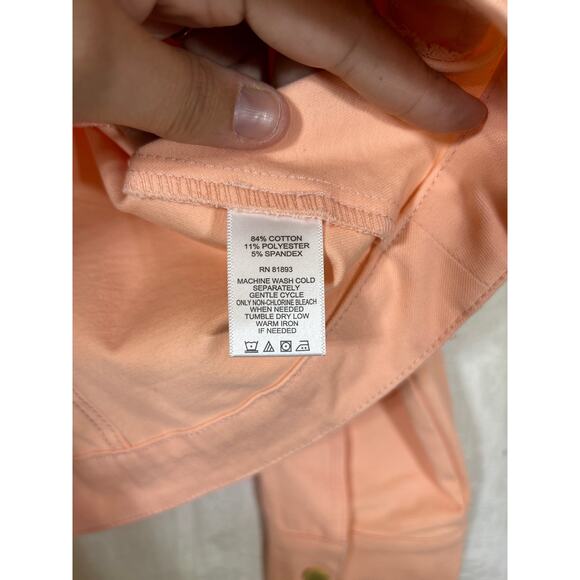 84% COTTON
11% POLYESTER
5% SPANDEX
RN 81893
MACHINE WASH COLD
SEPARATELY
GENTLE CYCLE
ONLY NON-CHLORINE BLEACH
WHEN NEEDED
TUMBLE DRY LOW
WARM IRON
IF NEEDED